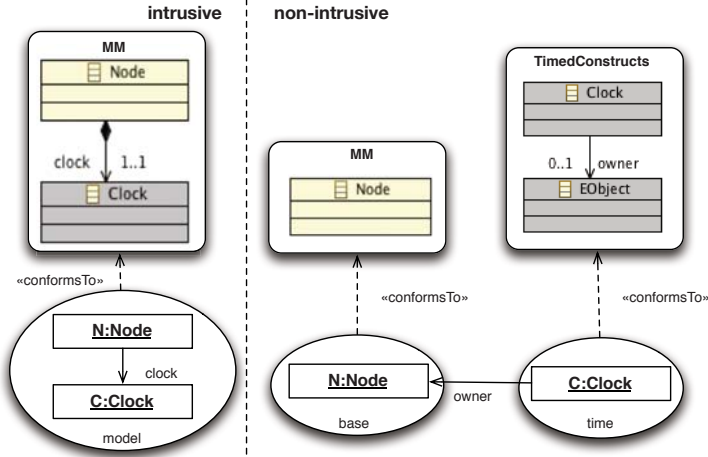 intrusive
non-intrusive
MM
Node
clock 1..1
Clock
«conformsTo»
N:Node
clock
C:Clock
model
MM
Node
«conformsTo»
N:Node
base
owner
TimedConstructs
Clock
0..1 owner
EObject
«conformsTo»
C:Clock
time